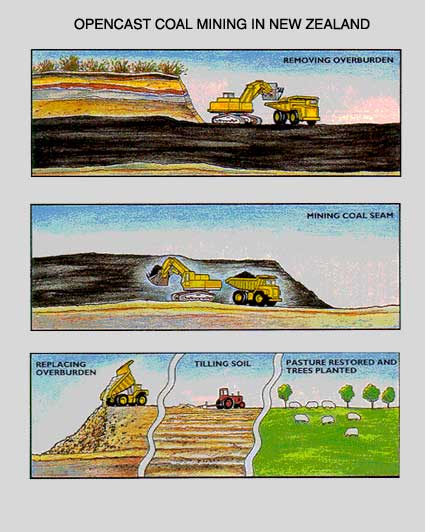 OPENCAST COAL MINING IN NEW ZEALAND
REMOVING OVERBURDEN
MINING COAL SEAM
REPLACING
OVERBURDEN
TILLING SOIL
PASTURE RESTORED AND
TREES PLANTED